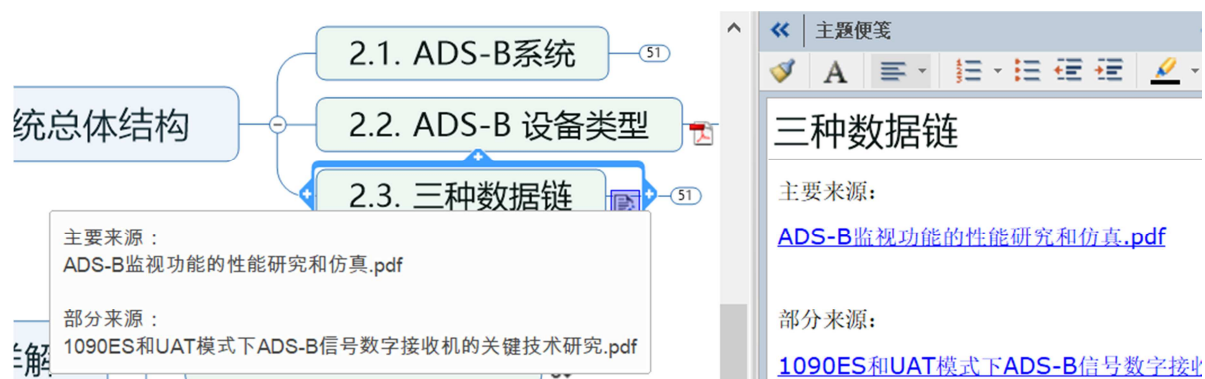 2.1. ADS-B系统
51
统总体结构
2.2. ADS-B 设备类型
2.3. 三种数据链
51
主要来源：
ADS-B监视功能的性能研究和仿真.pdf
部分来源：
1090ES和UAT模式下ADS-B信号数字接收机的关键技术研究.pdf
详解
主题便笺
A
三种数据链
主要来源：
ADS-B监视功能的性能研究和仿真.pdf
部分来源：
1090ES和UAT模式下ADS-B信号数字接收